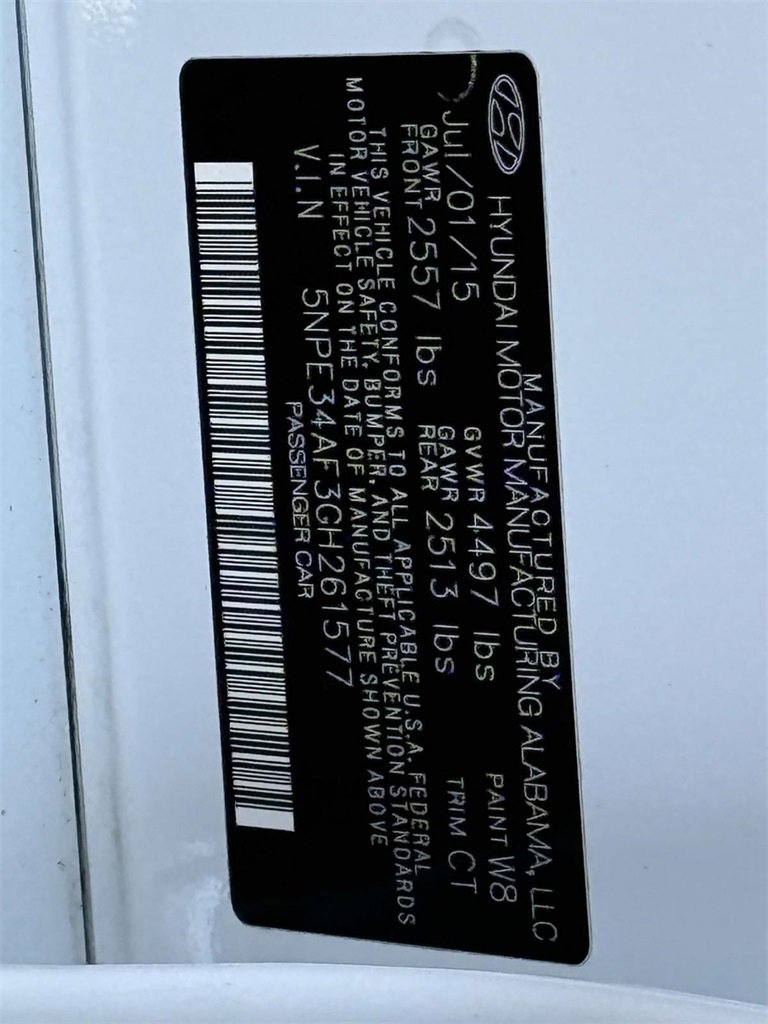 MANUFACTURED BY
HYUNDAI MOTOR MANUFACTURING ALABAMA, LLC
Jul/01/15 GVWR 4497 lbs PAINT W8
GAWR FRONT 2557 lbs GAWR REAR 2513 lbs TRIM CT
THIS VEHICLE CONFORMS TO ALL APPLICABLE U.S.A. FEDERAL
MOTOR VEHICLE SAFETY, BUMPER, AND THEFT PREVENTION STANDARDS
IN EFFECT ON THE DATE OF MANUFACTURE SHOWN ABOVE
V.I.N 5NPE34AF3GH261577
PASSENGER CAR